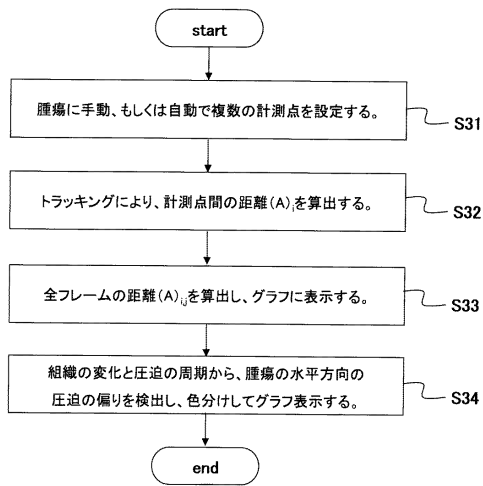 start
腫瘍に手動、もしくは自動で複数の計測点を設定する。
S31
トラッキングにより、計測点間の距離(A)iを算出する。
S32
全フレームの距離(A)i,jを算出し、グラフに表示する。
S33
組織の変化と圧迫の周期から、腫瘍の水平方向の
圧迫の偏りを検出し、色分けしてグラフ表示する。
S34
end